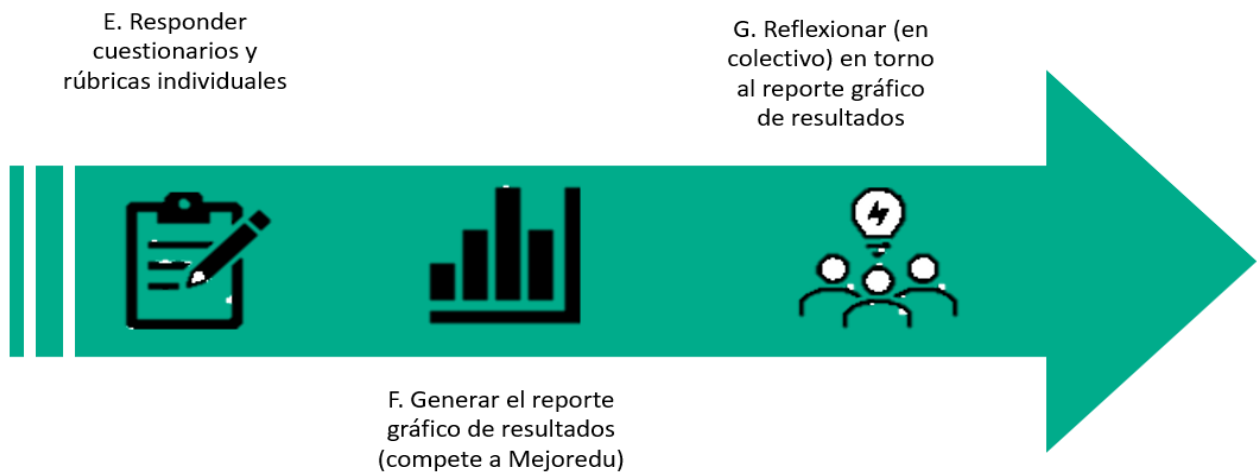 E. Responder
cuestionarios y
rúbricas individuales
F. Generar el reporte
gráfico de resultados
(compete a Mejoredu)
G. Reflexionar (en
colectivo) en torno
al reporte gráfico
de resultados